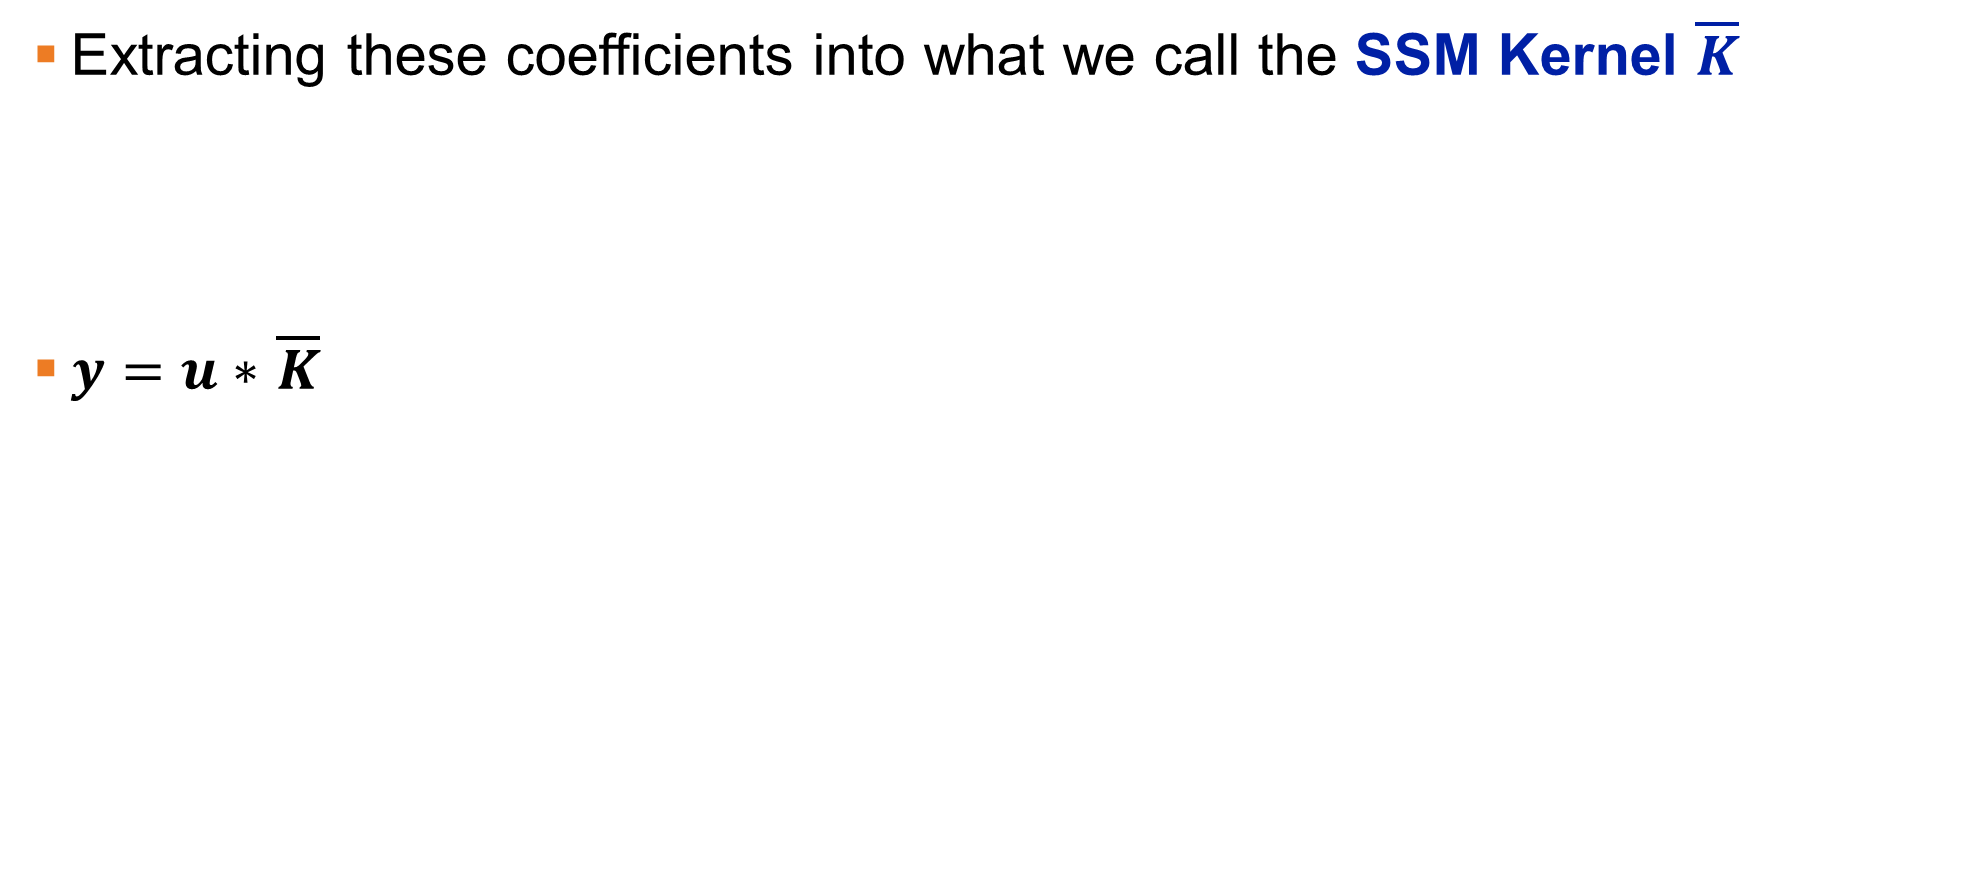 ▪ Extracting these coefficients into what we call the SSM Kernel K̅
▪ y = u ∗ K̅